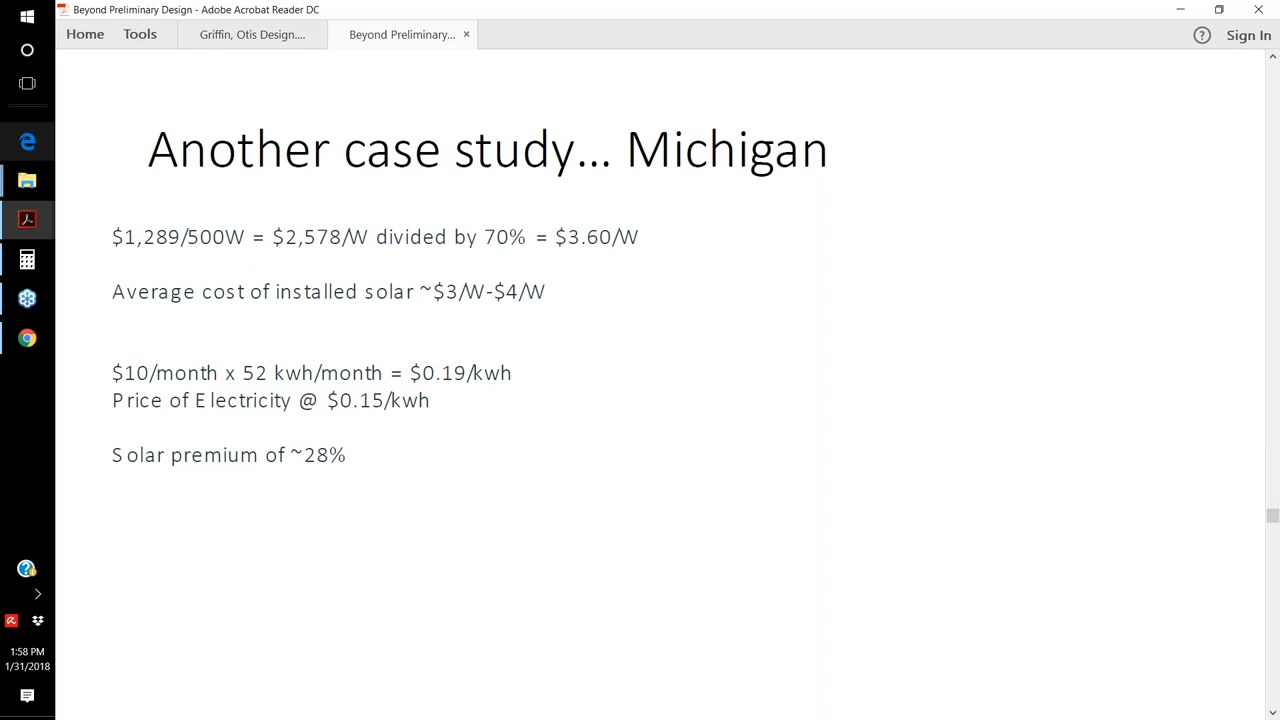 Beyond Preliminary Design - Adobe Acrobat Reader DC
Home Tools Griffin, Otis Design.... Beyond Preliminary... × ? Sign In
Another case study... Michigan
$1,289/500W = $2,578/W divided by 70% = $3.60/W
Average cost of installed solar ~$3/W-$4/W
$10/month x 52 kwh/month = $0.19/kwh
Price of Electricity @ $0.15/kwh
Solar premium of ~28%
1:58 PM
1/31/2018